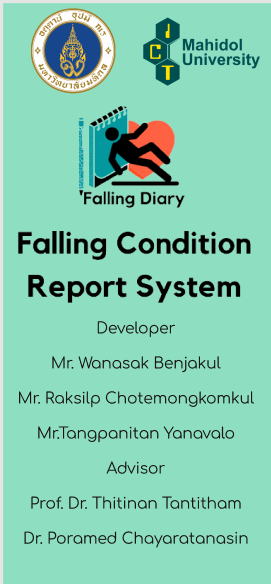 อตฺตานํ อุปมํ กเร
มหาวิทยาลัยมหิดล
ICT
Mahidol
University
Falling Diary
Falling Condition
Report System
Developer
Mr. Wanasak Benjakul
Mr. Raksilp Chotemongkomkul
Mr.Tangpanitan Yanavalo
Advisor
Prof. Dr. Thitinan Tantitham
Dr. Poramed Chayaratanasin